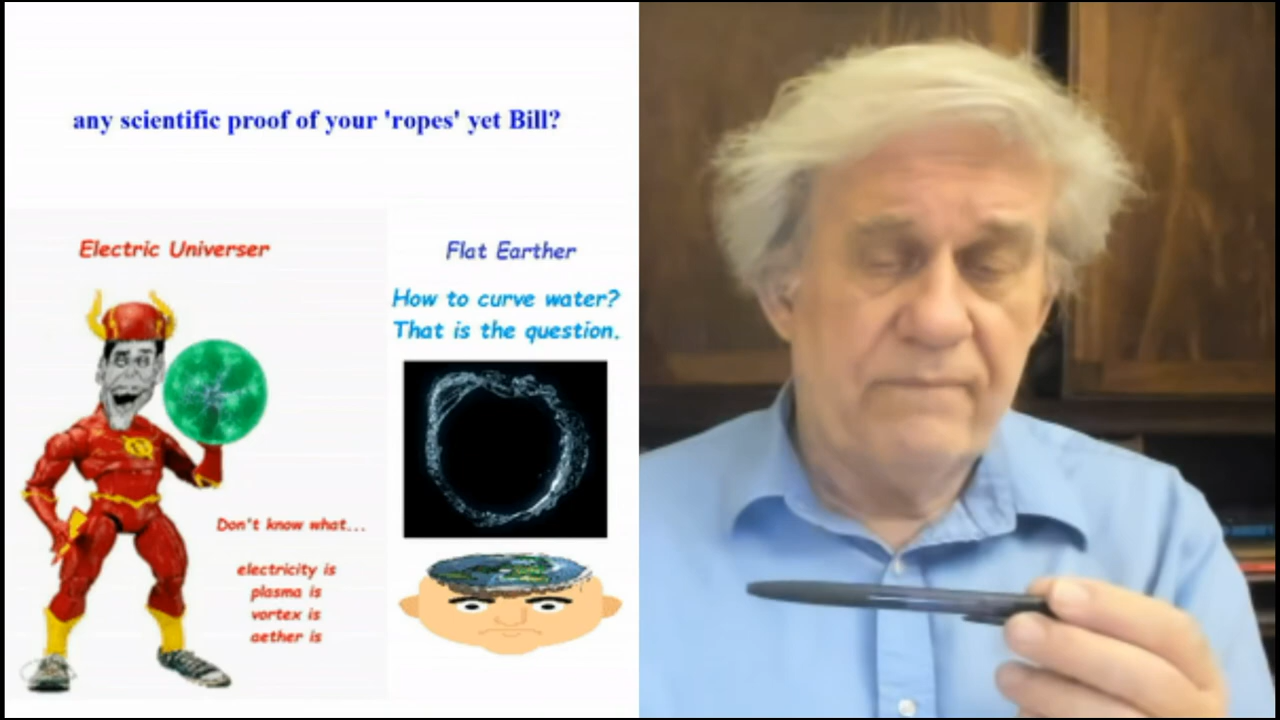 any scientific proof of your 'ropes' yet Bill?
Electric Universer
Flat Earther
How to curve water?
That is the question.
Don't know what...
electricity is
plasma is
vortex is
aether is